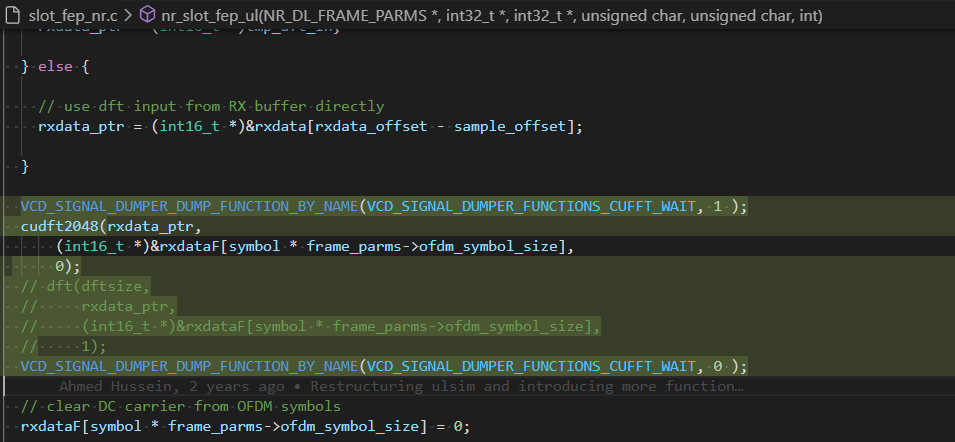 slot_fep_nr.c > nr_slot_fep_ul(NR_DL_FRAME_PARMS *, int32_t *, int32_t *, unsigned char, unsigned char, int)
rxdata_ptr = (int16_t *)tmp_dft_in;
} else {
// use dft input from RX buffer directly
rxdata_ptr = (int16_t *)&rxdata[rxdata_offset - sample_offset];
}
VCD_SIGNAL_DUMPER_DUMP_FUNCTION_BY_NAME(VCD_SIGNAL_DUMPER_FUNCTIONS_CUFFT_WAIT, 1 );
cudft2048(rxdata_ptr,
(int16_t *)&rxdataF[symbol * frame_parms->ofdm_symbol_size],
0);
// dft(dftsize,
// rxdata_ptr,
// (int16_t *)&rxdataF[symbol * frame_parms->ofdm_symbol_size],
// 1);
VCD_SIGNAL_DUMPER_DUMP_FUNCTION_BY_NAME(VCD_SIGNAL_DUMPER_FUNCTIONS_CUFFT_WAIT, 0 );
Ahmed Hussein, 2 years ago • Restructuring ulsim and introducing more function…
// clear DC carrier from OFDM symbols
rxdataF[symbol * frame_parms->ofdm_symbol_size] = 0;